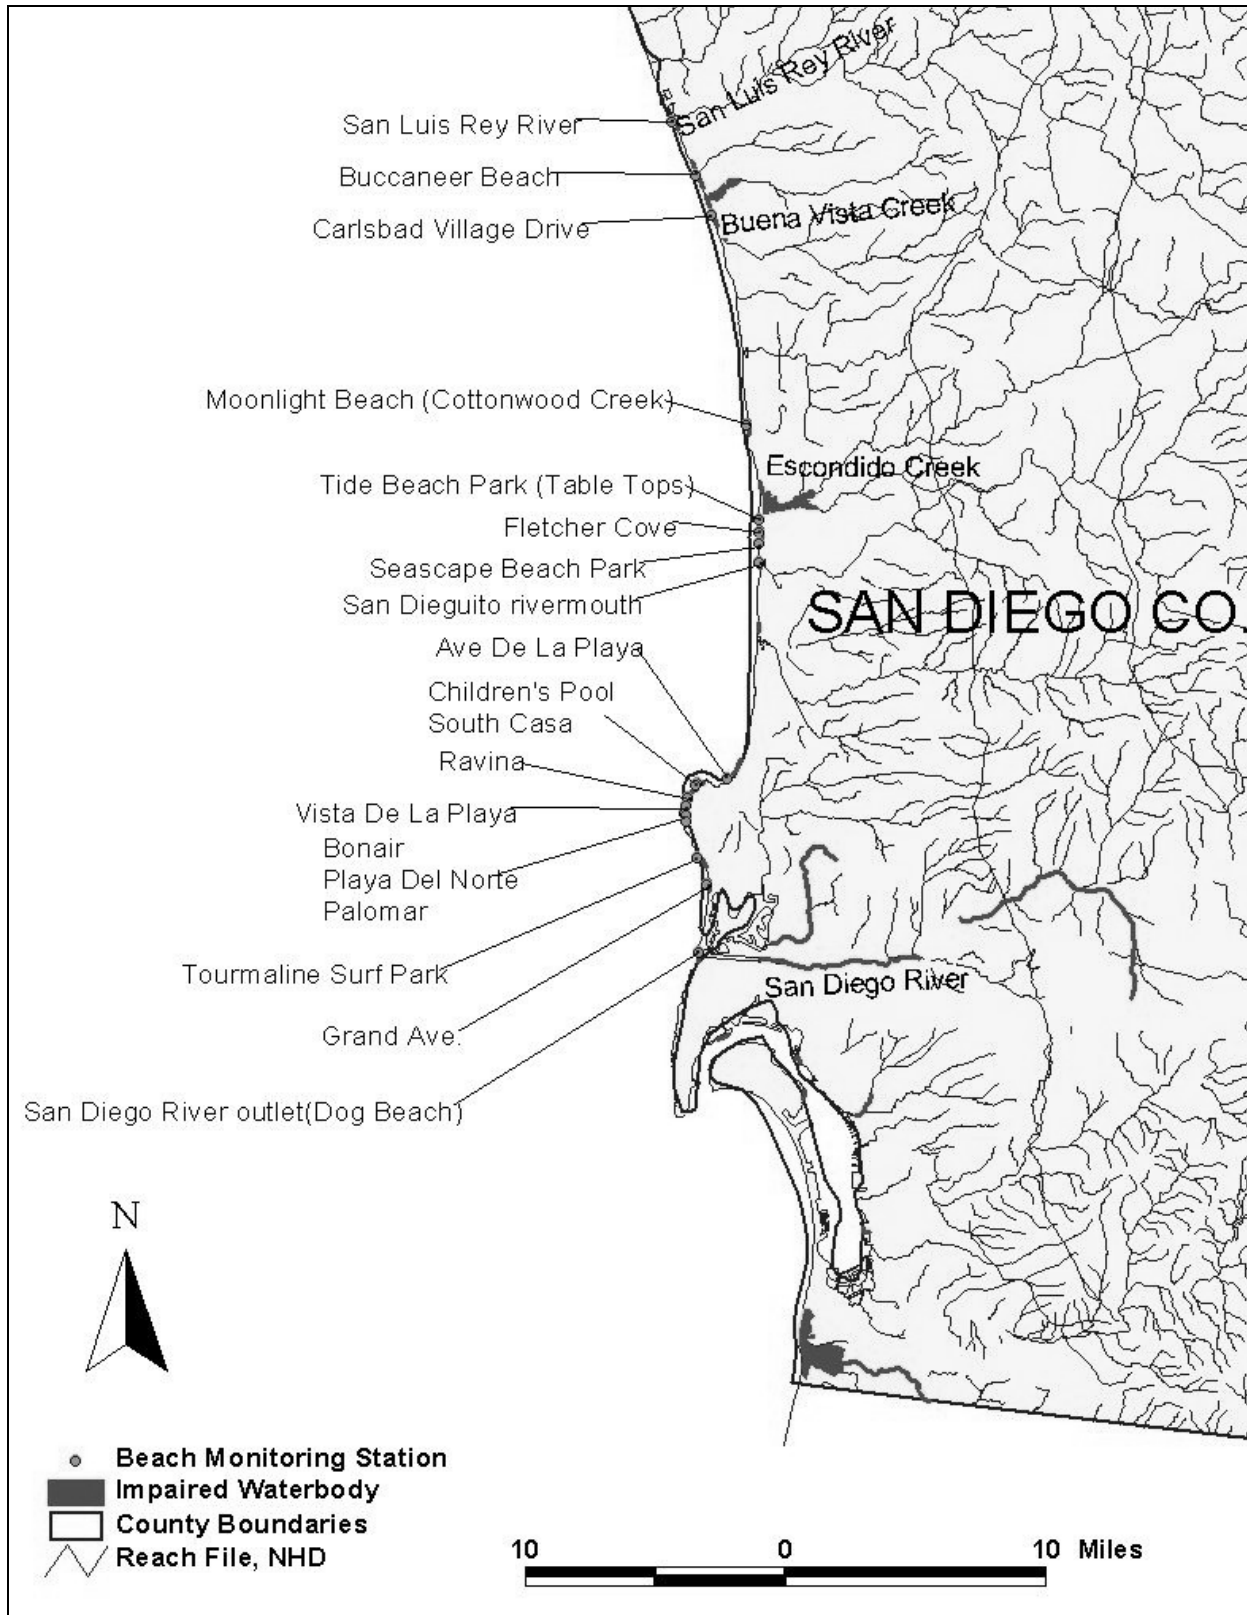 San Luis Rey River
San Luis Rey River
Buccaneer Beach
Carlsbad Village Drive
Buena Vista Creek
Moonlight Beach (Cottonwood Creek)
Escondido Creek
Tide Beach Park (Table Tops)
Fletcher Cove
Seascape Beach Park
San Dieguito rivermouth
SAN DIEGO CO.
Ave De La Playa
Children's Pool
South Casa
Ravina
Vista De La Playa
Bonair
Playa Del Norte
Palomar
Tourmaline Surf Park
San Diego River
Grand Ave.
San Diego River outlet(Dog Beach)
N
Beach Monitoring Station
Impaired Waterbody
County Boundaries
Reach File, NHD
10 0 10 Miles